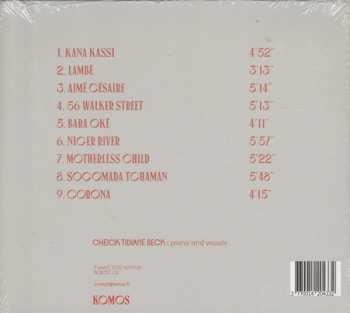 1. KANA KASSI 4'52"
2. LAMBÉ 3'13"
3. AIMÉ CÉSAIRE 5'14"
4. 56 WALKER STREET 5'13"
5. BARA OKÉ 4'11"
6. NIGER RIVER 5'57"
7. MOTHERLESS CHILD 5'22"
8. SOGOMADA TOHAMAN 5'48"
9. CORONA 4'15"
CHEICK TIDIANE SECK : piano and vocals
KOMOS